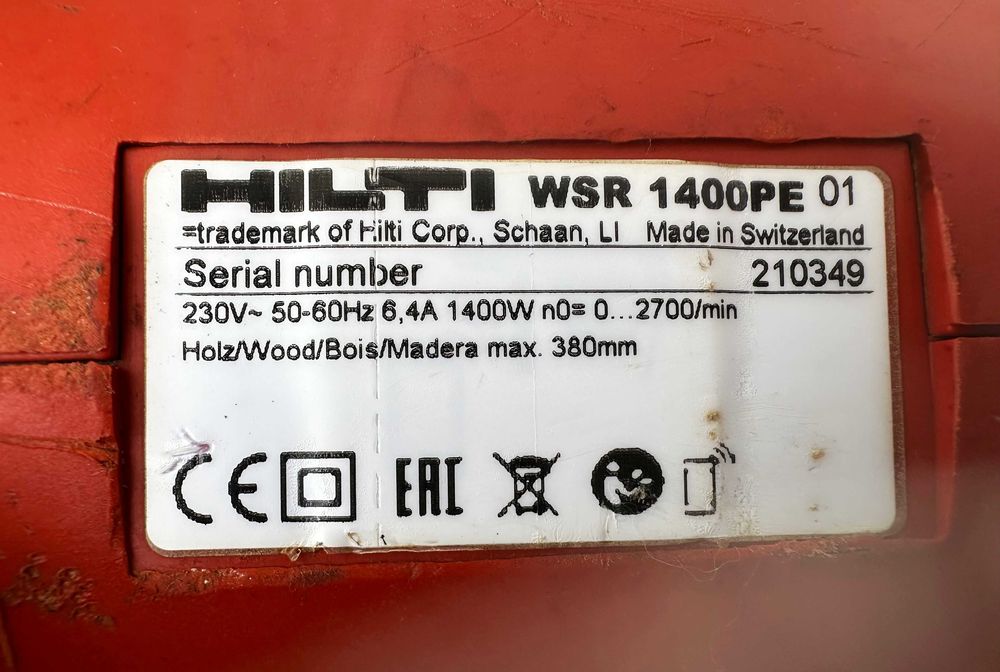 HILTI WSR 1400PE 01
=trademark of Hilti Corp., Schaan, LI Made in Switzerland
Serial number 210349
230V~ 50-60Hz 6,4A 1400W n0= 0...2700/min
Holz/Wood/Bois/Madera max. 380mm
CE EAC